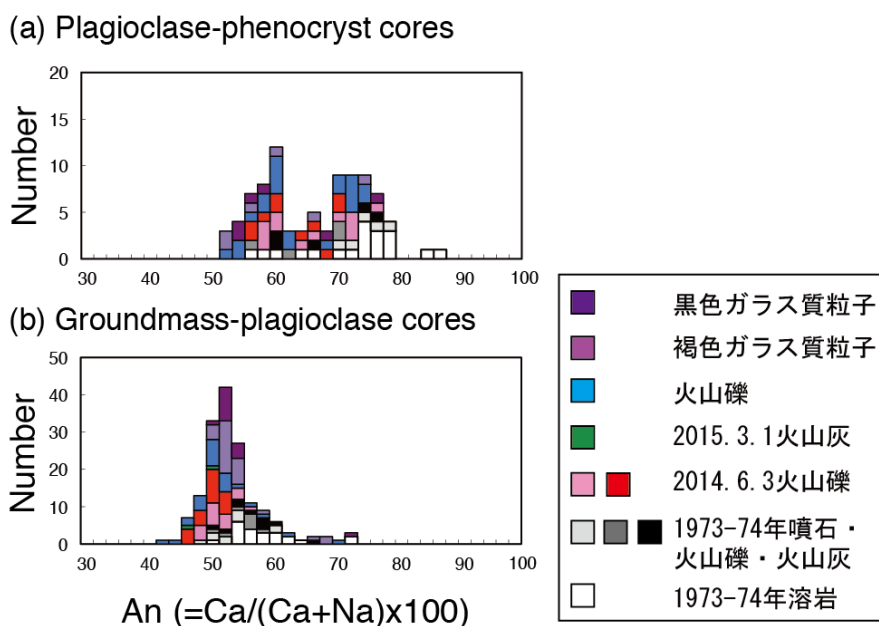 (a) Plagioclase-phenocryst cores
20
15
10
5
0
Number
30 40 50 60 70 80 90 100
(b) Groundmass-plagioclase cores
50
40
30
20
10
0
Number
30 40 50 60 70 80 90 100
An (=Ca/(Ca+Na)x100)
黒色ガラス質粒子
褐色ガラス質粒子
火山礫
2015.3.1火山灰
2014.6.3火山礫
1973-74年噴石・
火山礫・火山灰
1973-74年溶岩